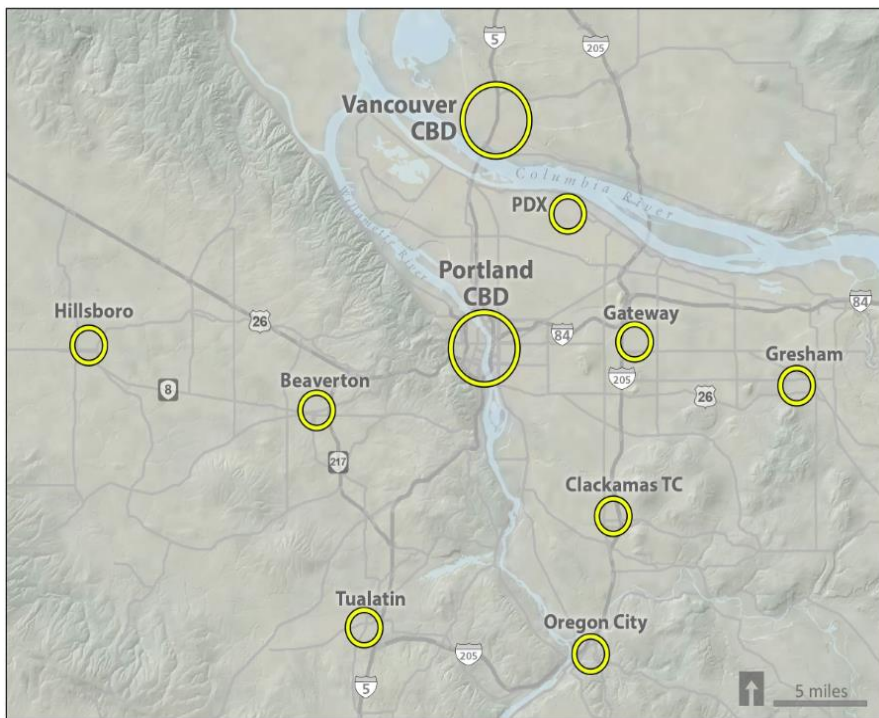 5
205
Vancouver
CBD
Columbia River
Willamette River
PDX
Portland
CBD
Hillsboro
26
84
Gateway
84
Gresham
8
Beaverton
205
26
217
Clackamas TC
Tualatin
Oregon City
205
5
5 miles